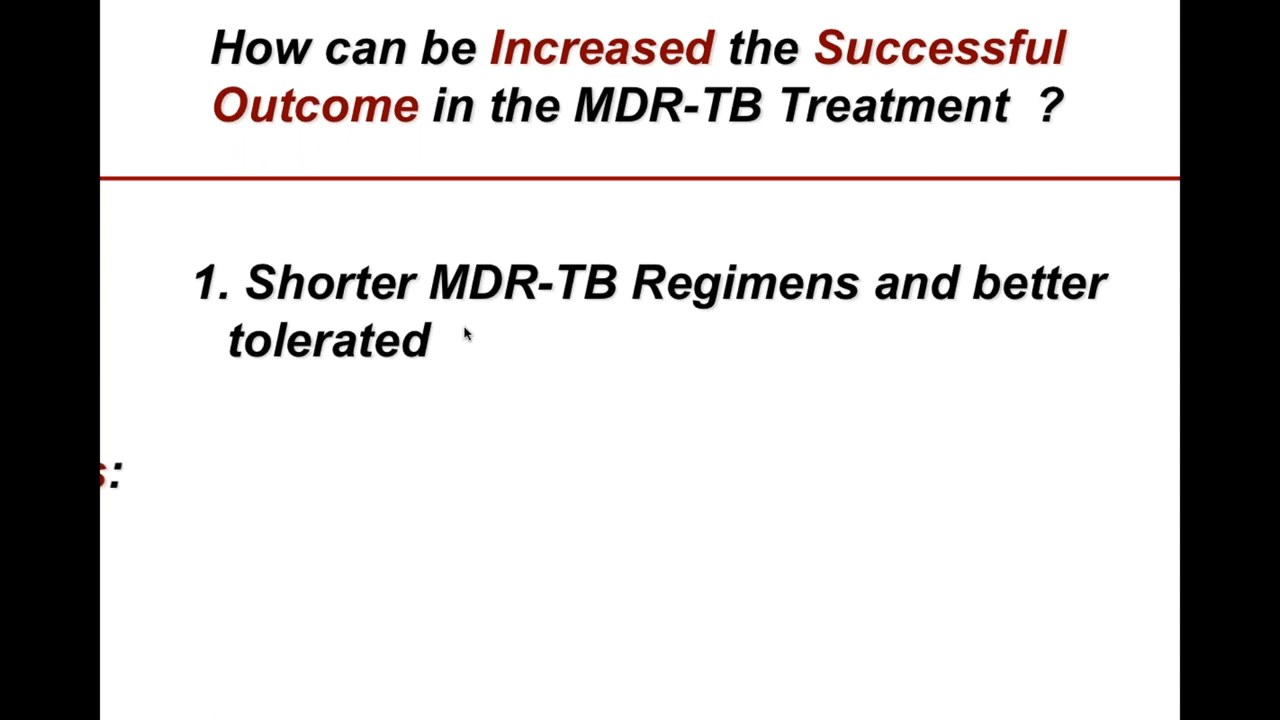 How can be Increased the Successful
Outcome in the MDR-TB Treatment ?
1. Shorter MDR-TB Regimens and better
tolerated
s: